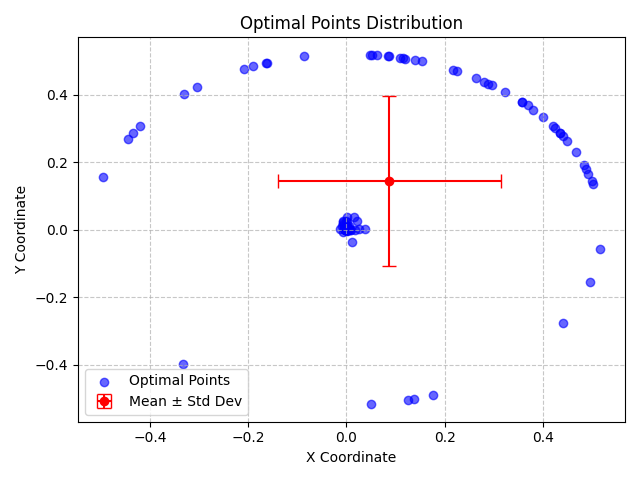 Optimal Points Distribution
0.4
0.2
0.0
−0.2
−0.4
Y Coordinate
−0.4
−0.2
0.0
0.2
0.4
X Coordinate
Optimal Points
Mean ± Std Dev